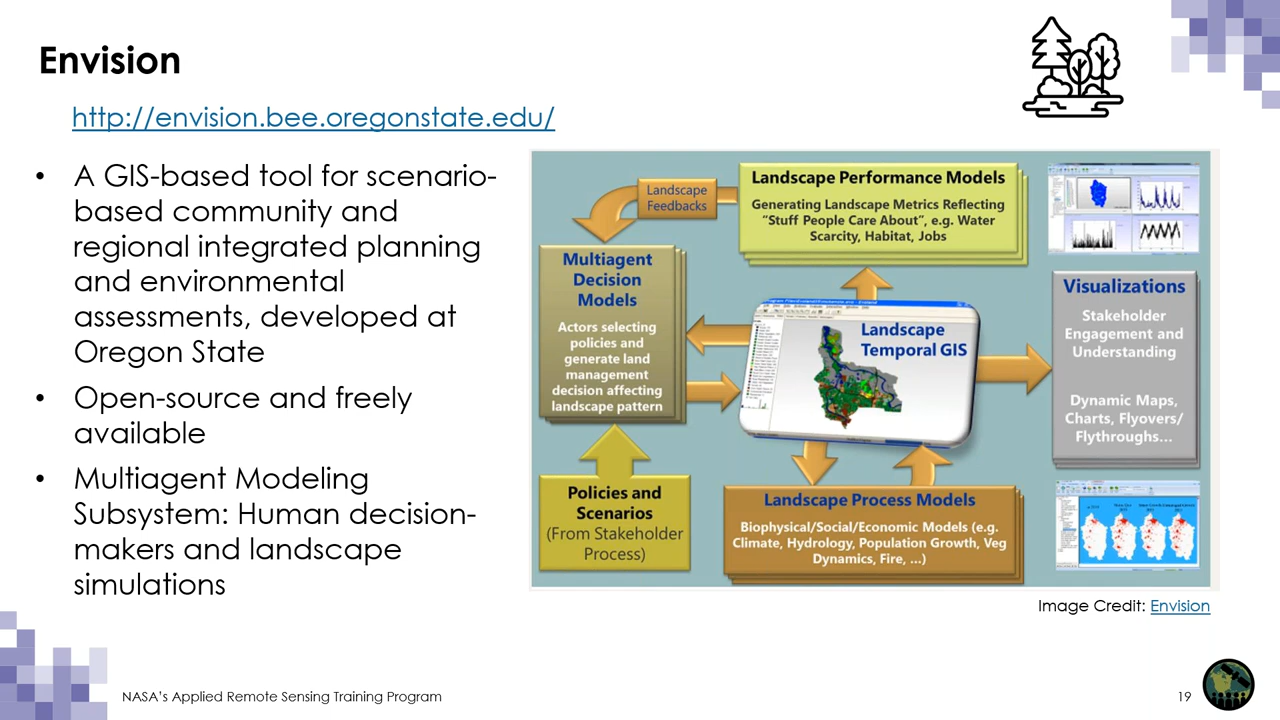 Envision
http://envision.bee.oregonstate.edu/
• A GIS-based tool for scenario-
based community and
regional integrated planning
and environmental
assessments, developed at
Oregon State
• Open-source and freely
available
• Multiagent Modeling
Subsystem: Human decision-
makers and landscape
simulations
Landscape
Feedbacks
Landscape Performance Models
Generating Landscape Metrics Reflecting
“Stuff People Care About”, e.g. Water
Scarcity, Habitat, Jobs
Multiagent
Decision
Models
Actors selecting
policies and
generate land
management
decision affecting
landscape pattern
Landscape
Temporal GIS
Visualizations
Stakeholder
Engagement and
Understanding
Dynamic Maps,
Charts, Flyovers/
Flythroughs...
Policies and
Scenarios
(From Stakeholder
Process)
Landscape Process Models
Biophysical/Social/Economic Models (e.g.
Climate, Hydrology, Population Growth, Veg
Dynamics, Fire, ...)
Image Credit: Envision
NASA’s Applied Remote Sensing Training Program
19